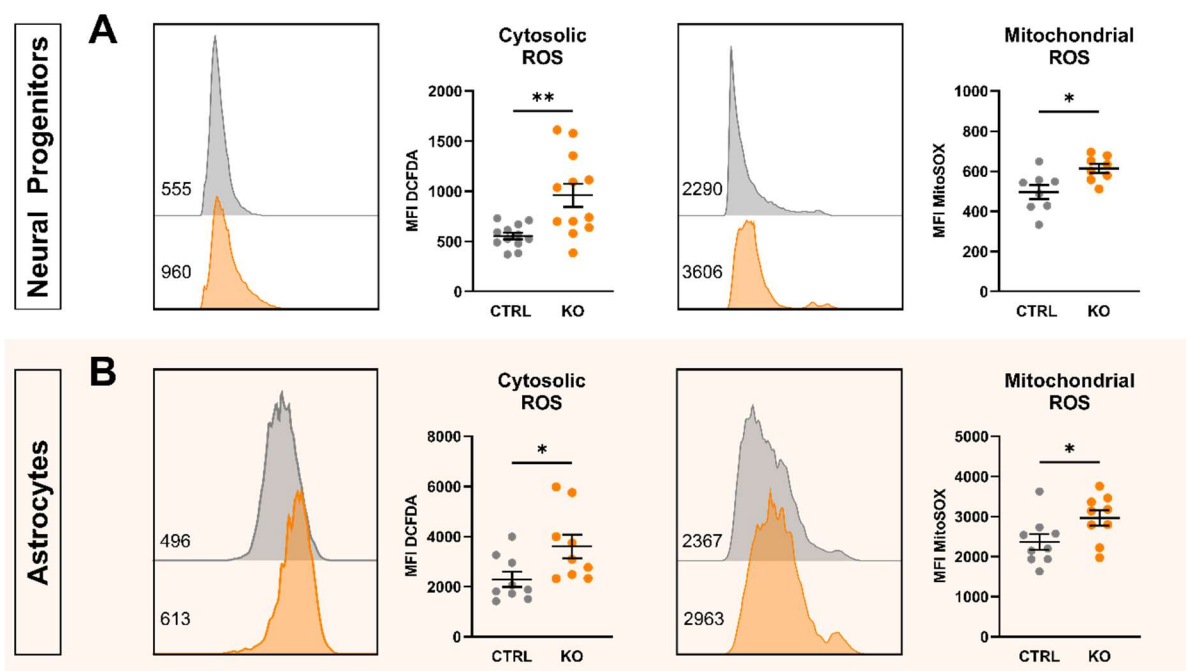 Neural Progenitors
A
555
960
Cytosolic
ROS
**
MFI DCFDA
2000
1500
1000
500
0
CTRL KO
2290
3606
Mitochondrial
ROS
*
MFI MitoSOX
1000
800
600
400
200
0
CTRL KO
Astrocytes
B
496
613
Cytosolic
ROS
*
MFI DCFDA
8000
6000
4000
2000
0
CTRL KO
2367
2963
Mitochondrial
ROS
*
MFI MitoSOX
5000
4000
3000
2000
1000
0
CTRL KO